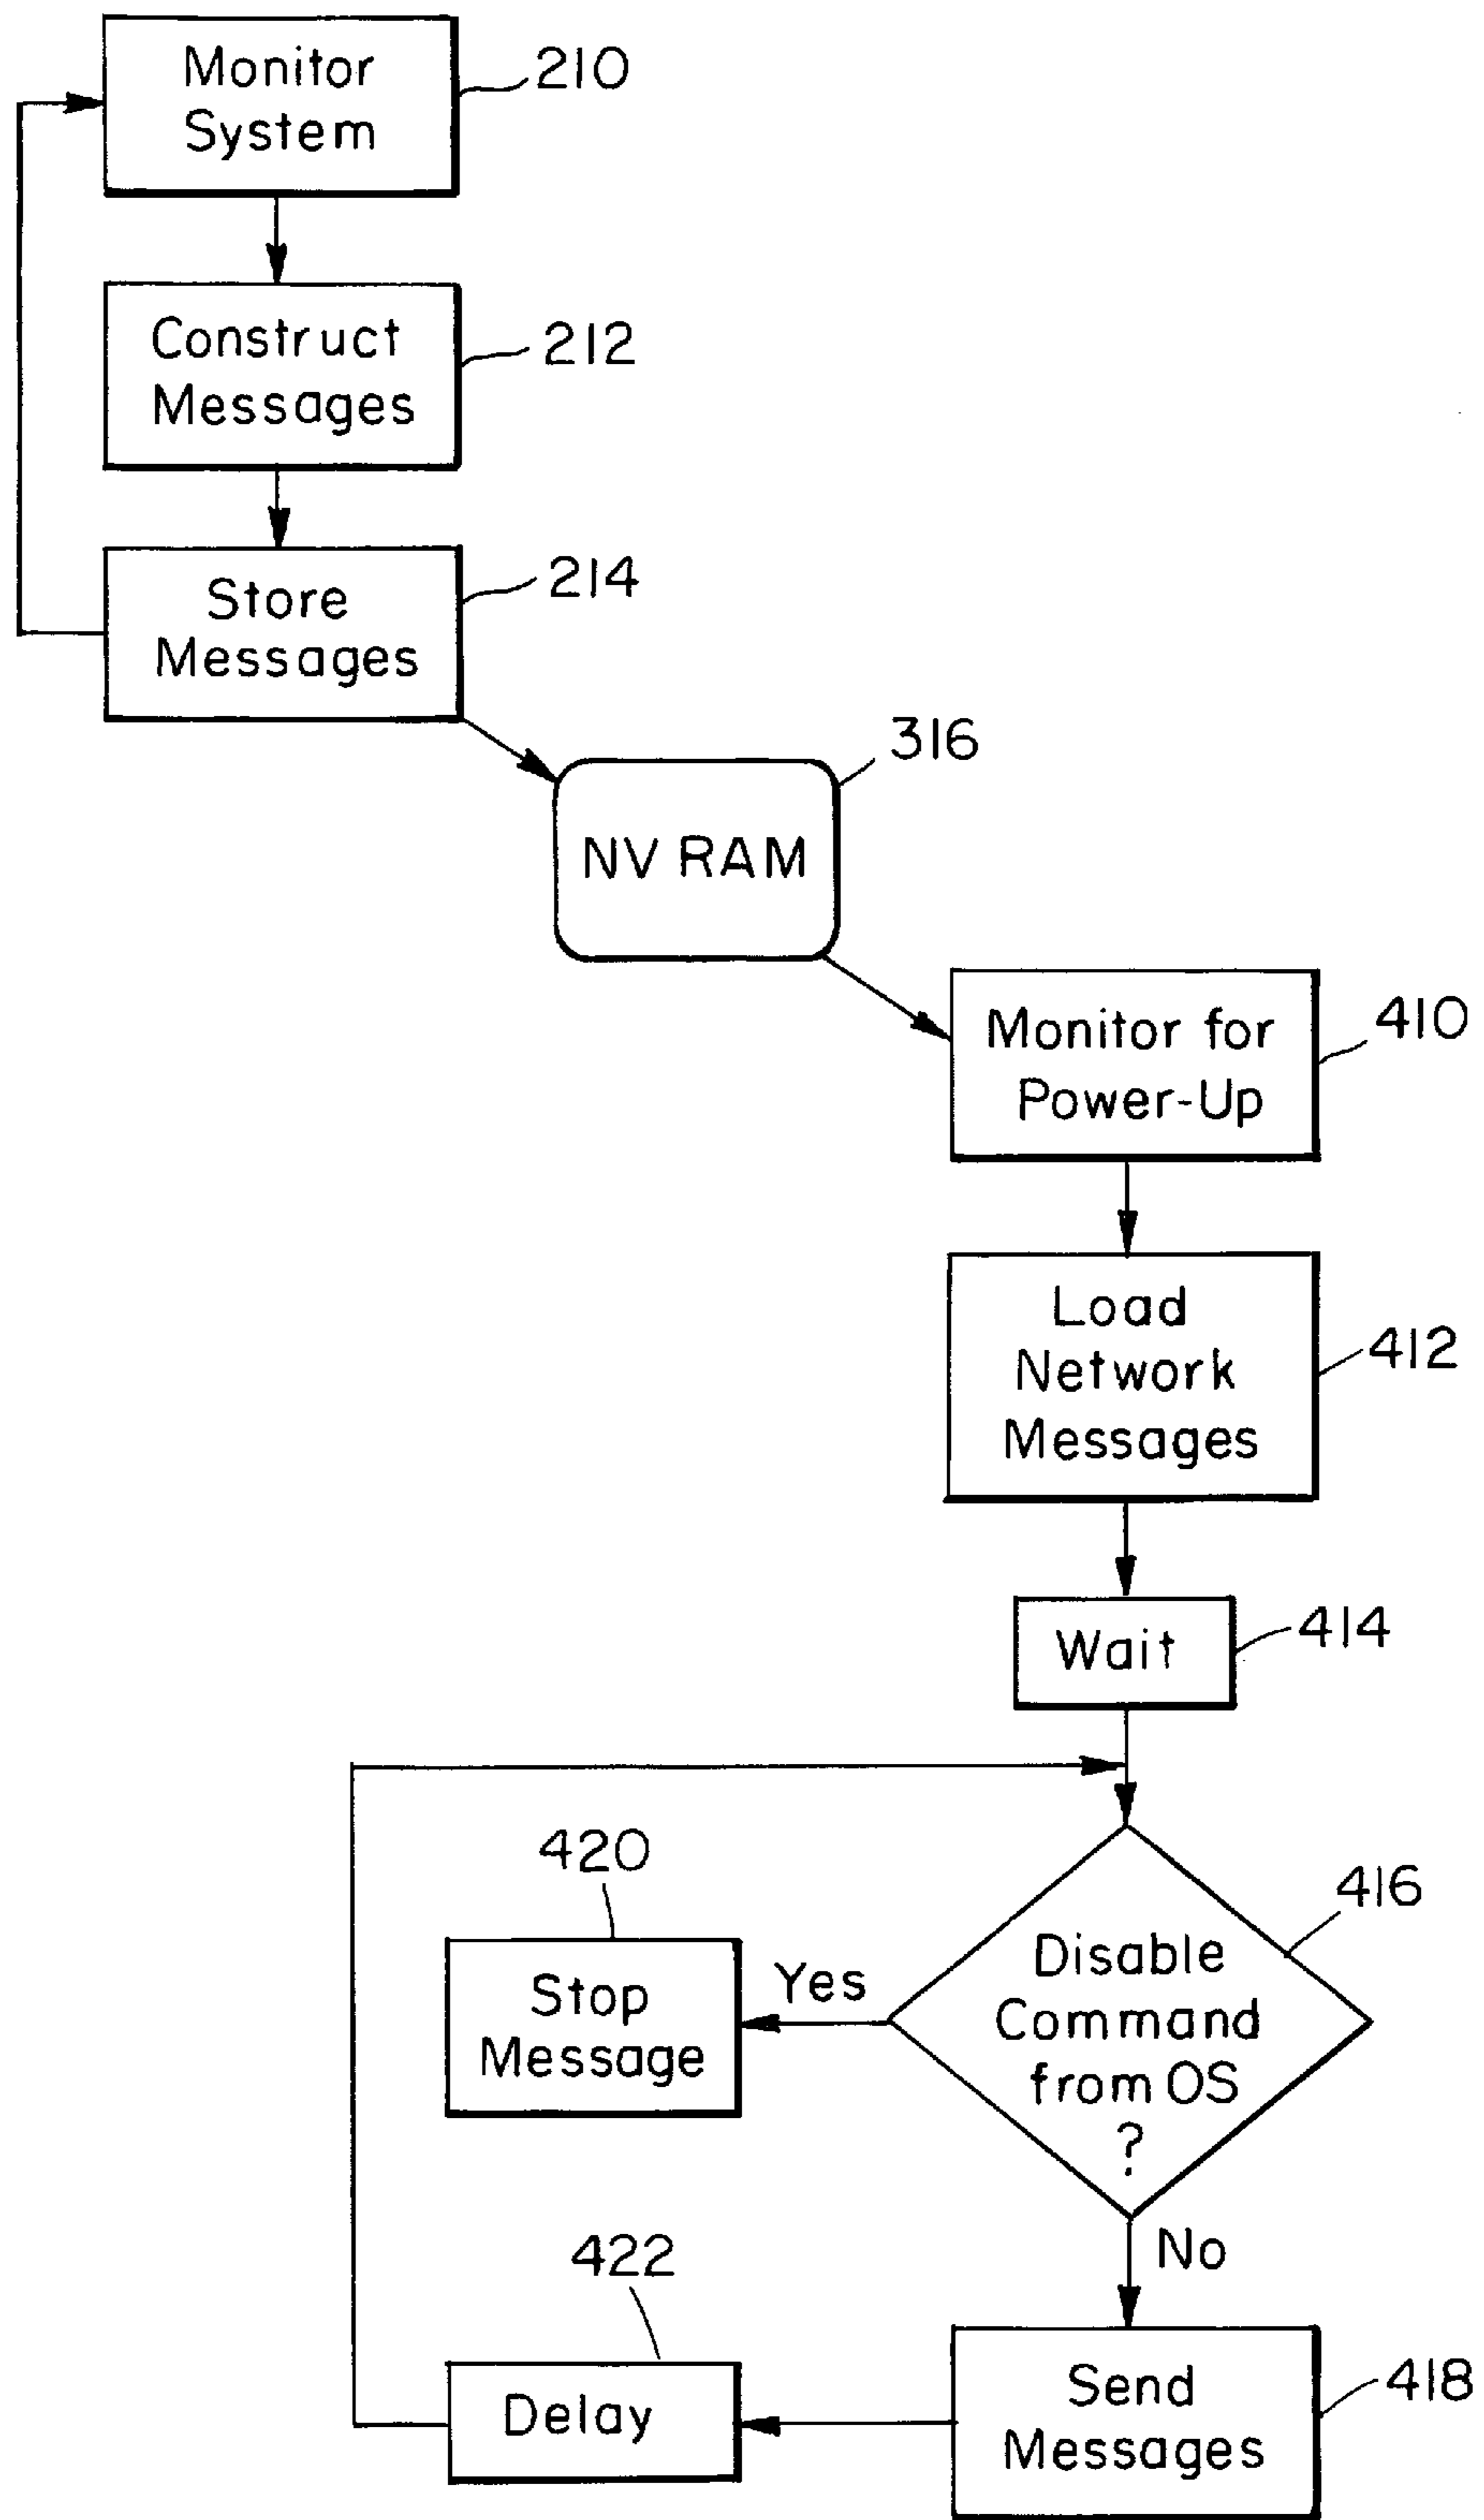 Monitor
System
210
Construct
Messages
212
Store
Messages
214
316
NV RAM
Monitor for
Power-Up
410
Load
Network
Messages
412
Wait
414
420
416
Stop
Message
Yes
Disable
Command
from OS
?
No
422
Delay
Send
Messages
418